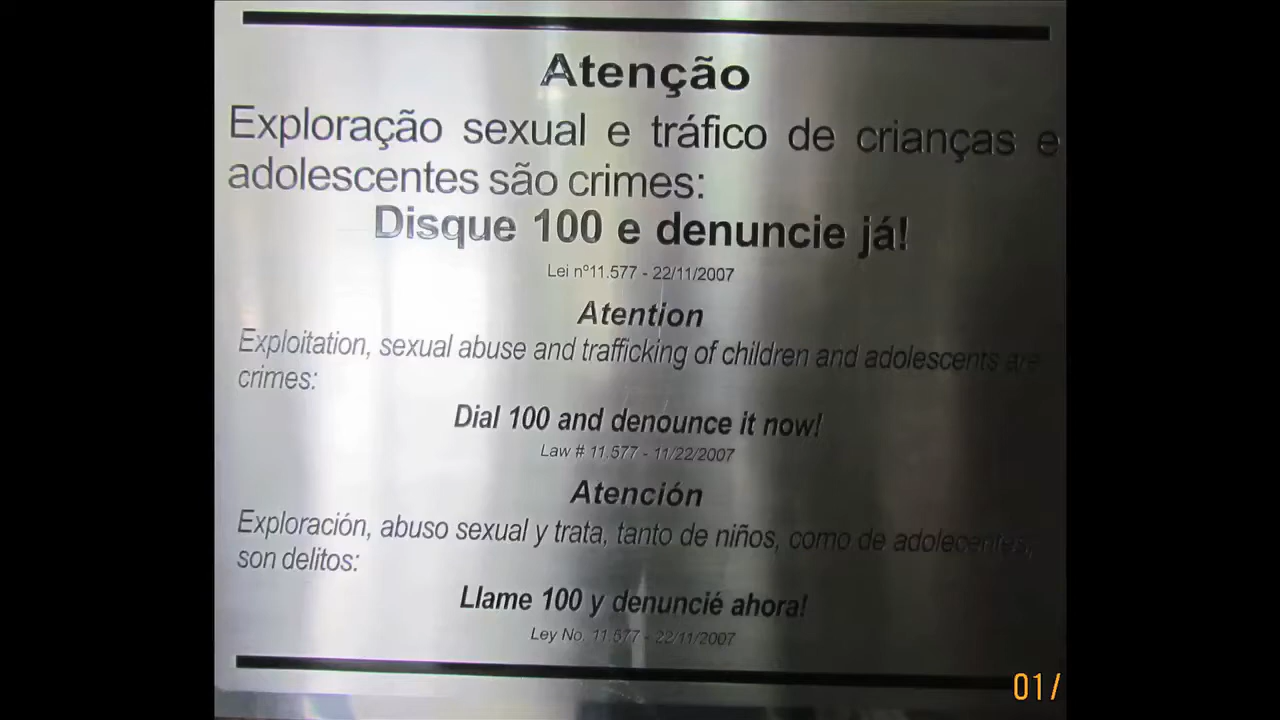 Atenção
Exploração sexual e tráfico de crianças e
adolescentes são crimes:
Disque 100 e denuncie já!
Lei nº11.577 - 22/11/2007
Atention
Exploitation, sexual abuse and trafficking of children and adolescents are
crimes:
Dial 100 and denounce it now!
Law # 11.577 - 11/22/2007
Atención
Exploración, abuso sexual y trata, tanto de niños, como de adolecentes,
son delitos:
Llame 100 y denuncié ahora!
Ley No. 11.577 - 22/11/2007
01/